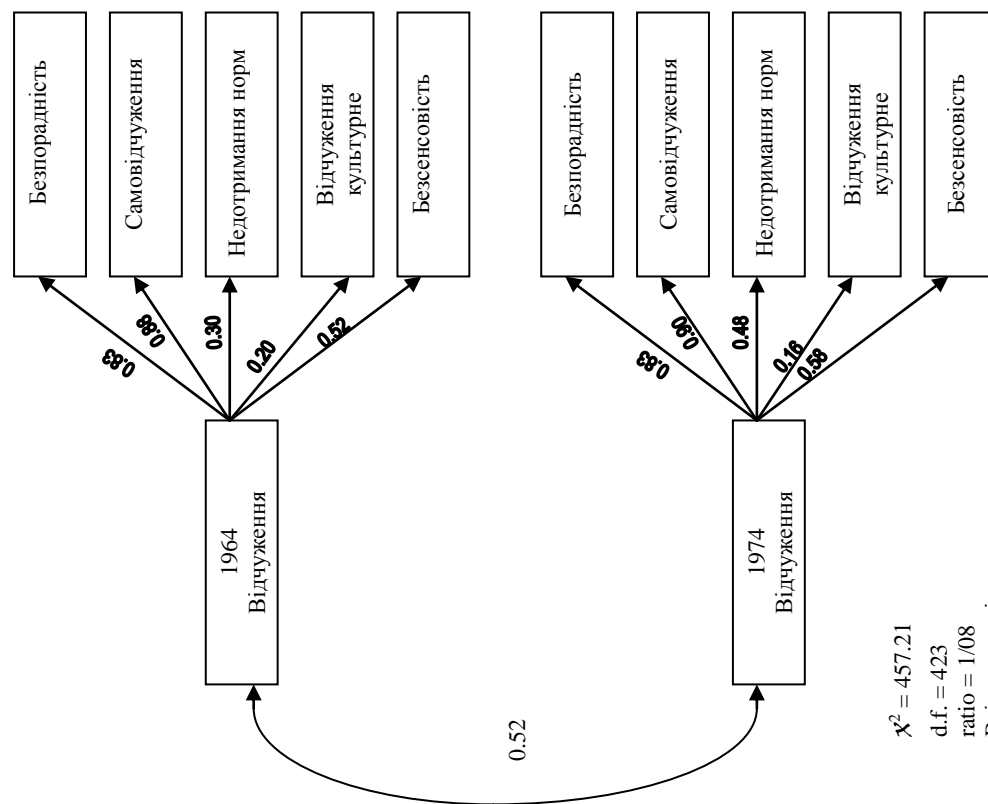 Безпорадність
Самовідчуження
Недотримання норм
Відчуження
культурне
Безсенсовість
0.83
0.88
0.30
0.20
0.52
1964
Відчуження
Безпорадність
Самовідчуження
Недотримання норм
Відчуження
культурне
Безсенсовість
0.83
0.90
0.48
0.16
0.58
1974
Відчуження
0.52
χ² = 457.21
d.f. = 423
ratio = 1/08